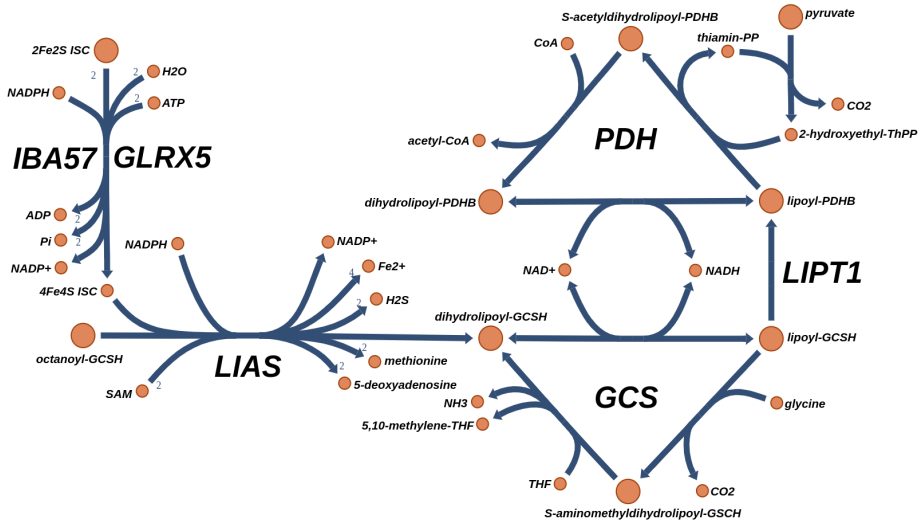 S-acetyldihydrolipoyl-PDHB
pyruvate
CoA
thiamin-PP
2Fe2S ISC
2
2
H2O
NADPH
2
ATP
CO2
acetyl-CoA
PDH
2-hydroxyethyl-ThPP
IBA57 GLRX5
dihydrolipoyl-PDHB
lipoyl-PDHB
ADP
2
Pi
2
NADPH
NADP+
NADP+
4
Fe2+
NAD+
NADH
LIPT1
4Fe4S ISC
2
H2S
dihydrolipoyl-GCSH
lipoyl-GCSH
octanoyl-GCSH
LIAS
2
methionine
2
5-deoxyadenosine
SAM
2
GCS
NH3
glycine
5,10-methylene-THF
THF
CO2
S-aminomethyldihydrolipoyl-GSCH